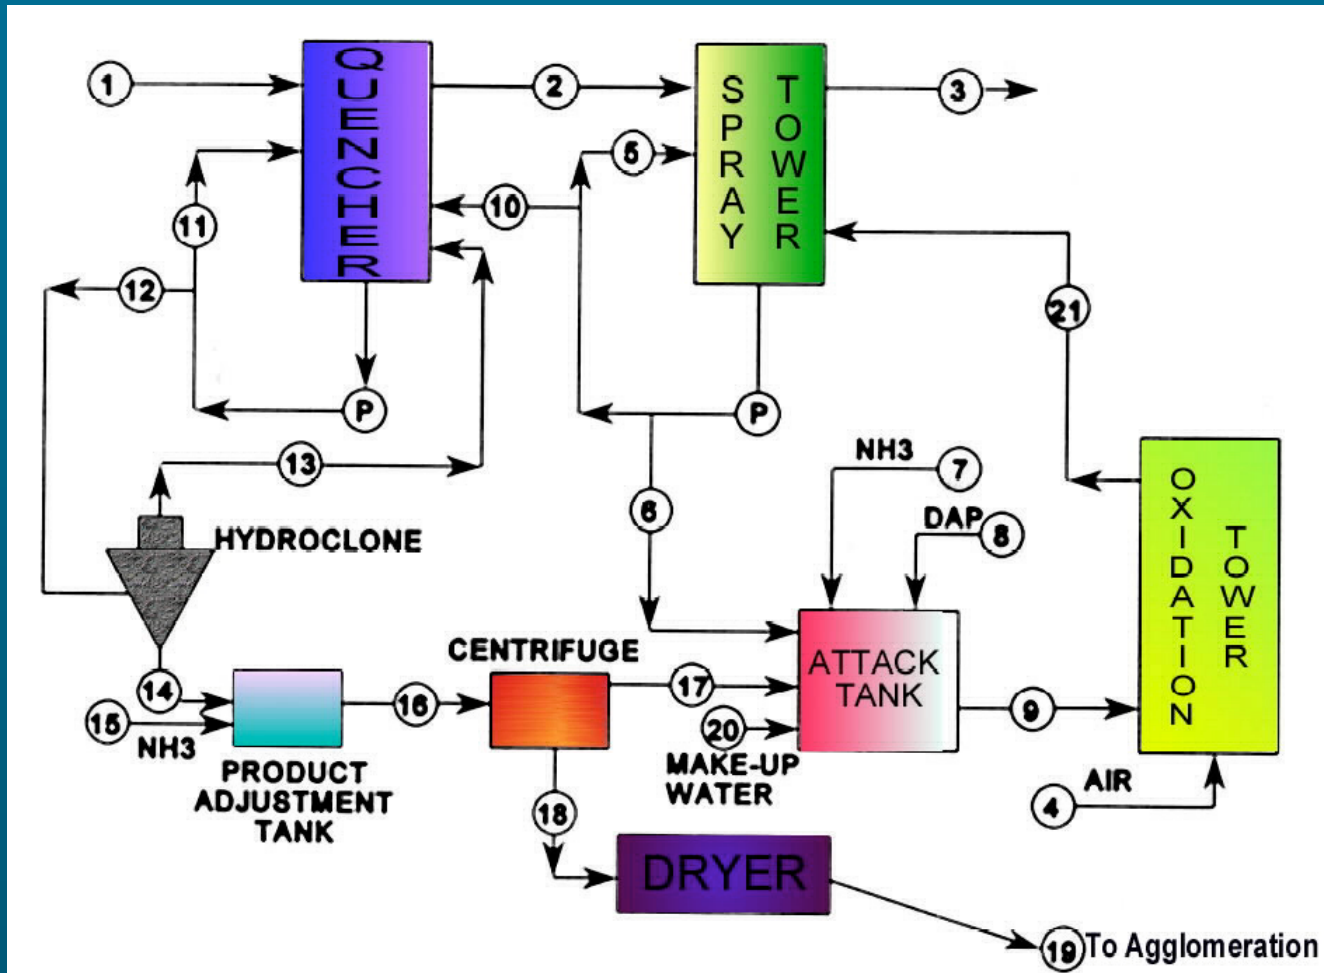 1
QUENCHER
2
SPRAY TOWER
3
5
10
11
12
21
P
P
13
NH3
7
6
DAP
8
OXIDATION TOWER
HYDROCLONE
CENTRIFUGE
ATTACK
TANK
14
16
17
9
15
NH3
20
PRODUCT
ADJUSTMENT
TANK
MAKE-UP
WATER
AIR
4
18
DRYER
19 To Agglomeration